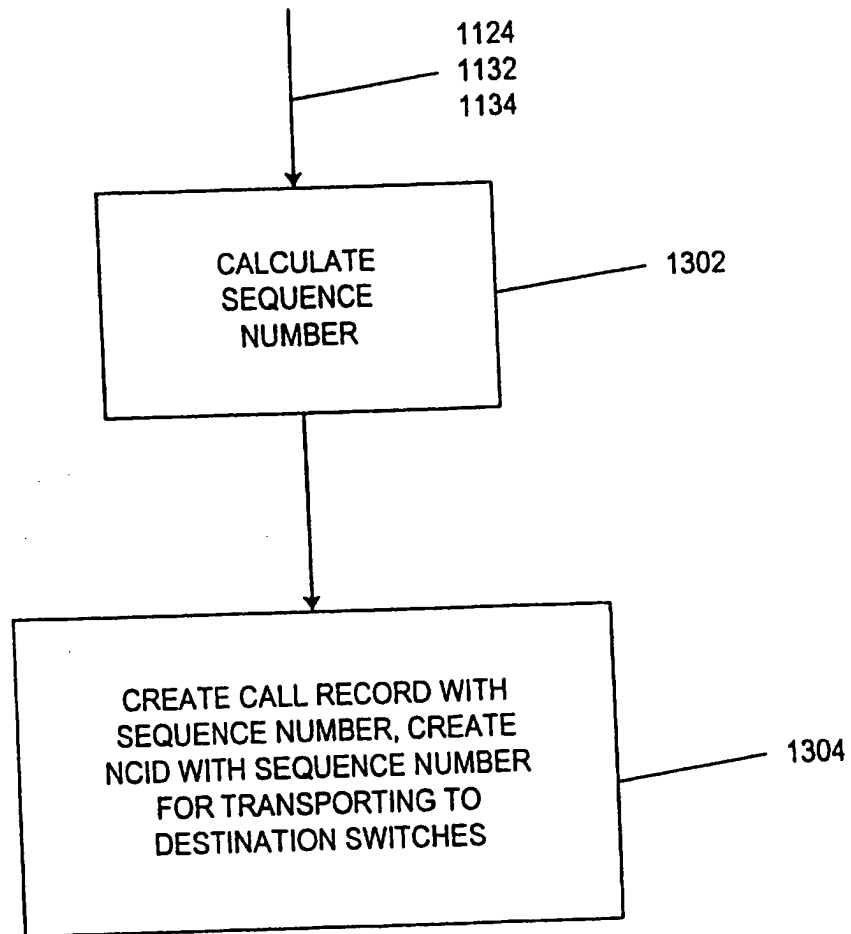 1124
1132
1134
CALCULATE
SEQUENCE
NUMBER
1302
CREATE CALL RECORD WITH
SEQUENCE NUMBER, CREATE
NCID WITH SEQUENCE NUMBER
FOR TRANSPORTING TO
DESTINATION SWITCHES
1304